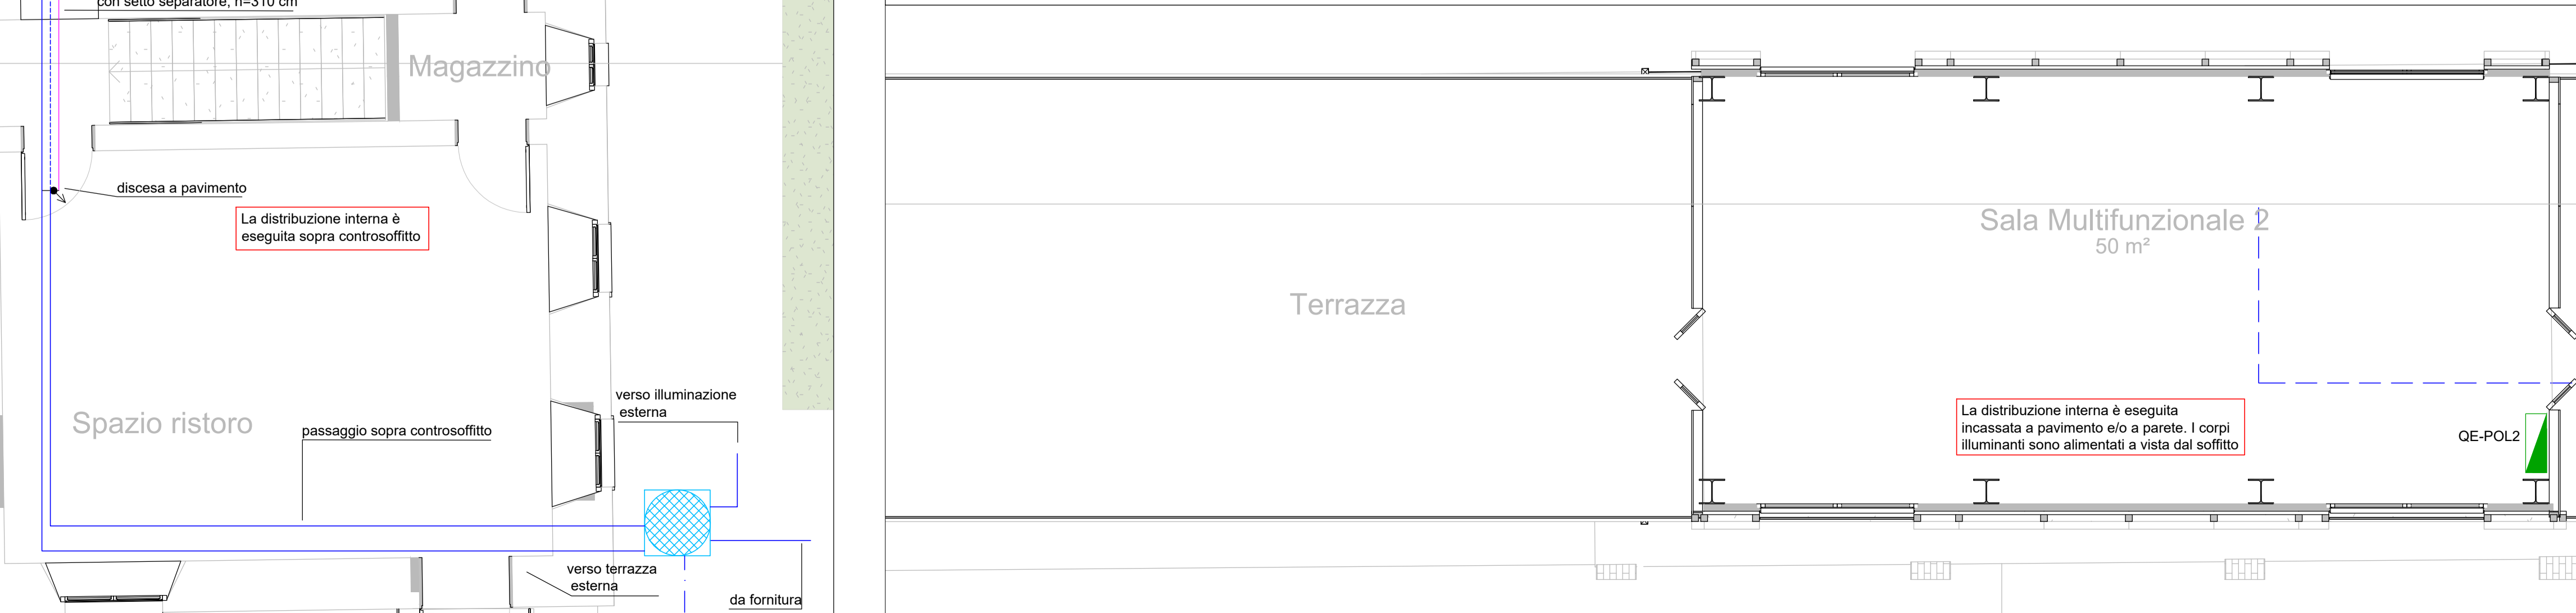 con setto separatore, h=310 cm
Magazzino
discesa a pavimento
La distribuzione interna è
eseguita sopra controsoffitto
Spazio ristoro
passaggio sopra controsoffitto
verso illuminazione
esterna
verso terrazza
esterna
da fornitura
Terrazza
Sala Multifunzionale 2
50 m²
La distribuzione interna è eseguita
incassata a pavimento e/o a parete. I corpi
illuminanti sono alimentati a vista dal soffitto
QE-POL2